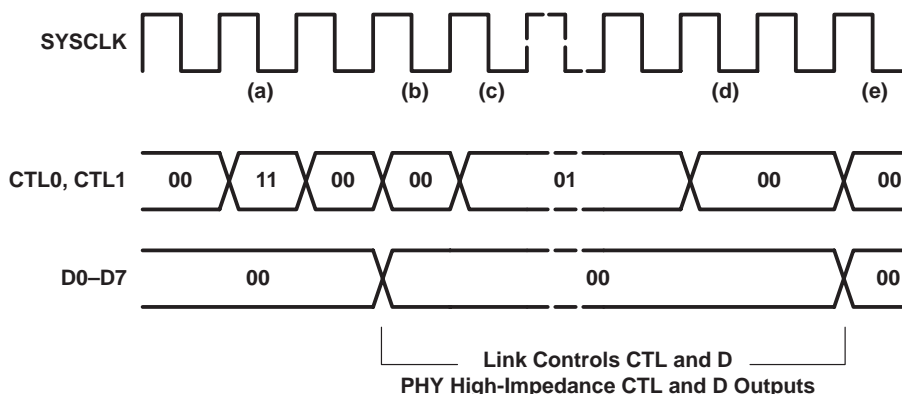 SYSCLK
(a) (b) (c) (d) (e)
CTL0, CTL1 00 11 00 00 01 00 00
D0–D7 00 00 00
Link Controls CTL and D
PHY High-Impedance CTL and D Outputs